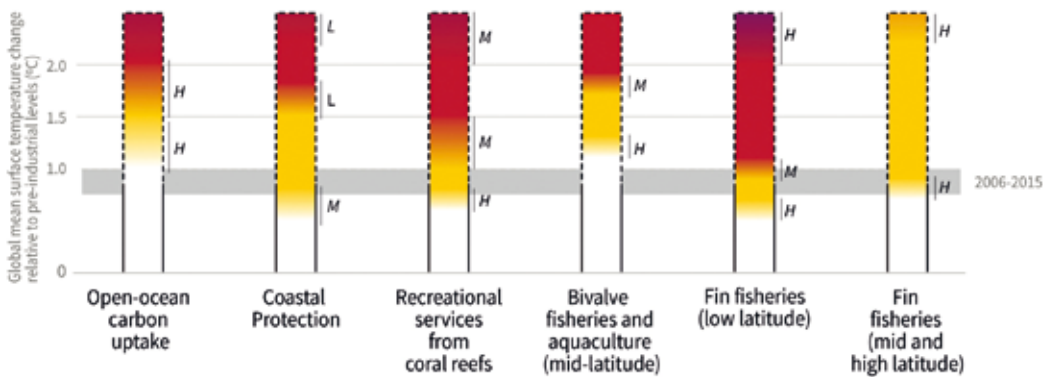 Global mean surface temperature change
relative to pre-industrial levels (ºC)
2.0
1.5
1.0
0
H
H
L
L
M
M
M
H
M
H
H
M
H
H
H
2006-2015
Open-ocean
carbon
uptake
Coastal
Protection
Recreational
services
from
coral reefs
Bivalve
fisheries and
aquaculture
(mid-latitude)
Fin fisheries
(low latitude)
Fin
fisheries
(mid and
high latitude)